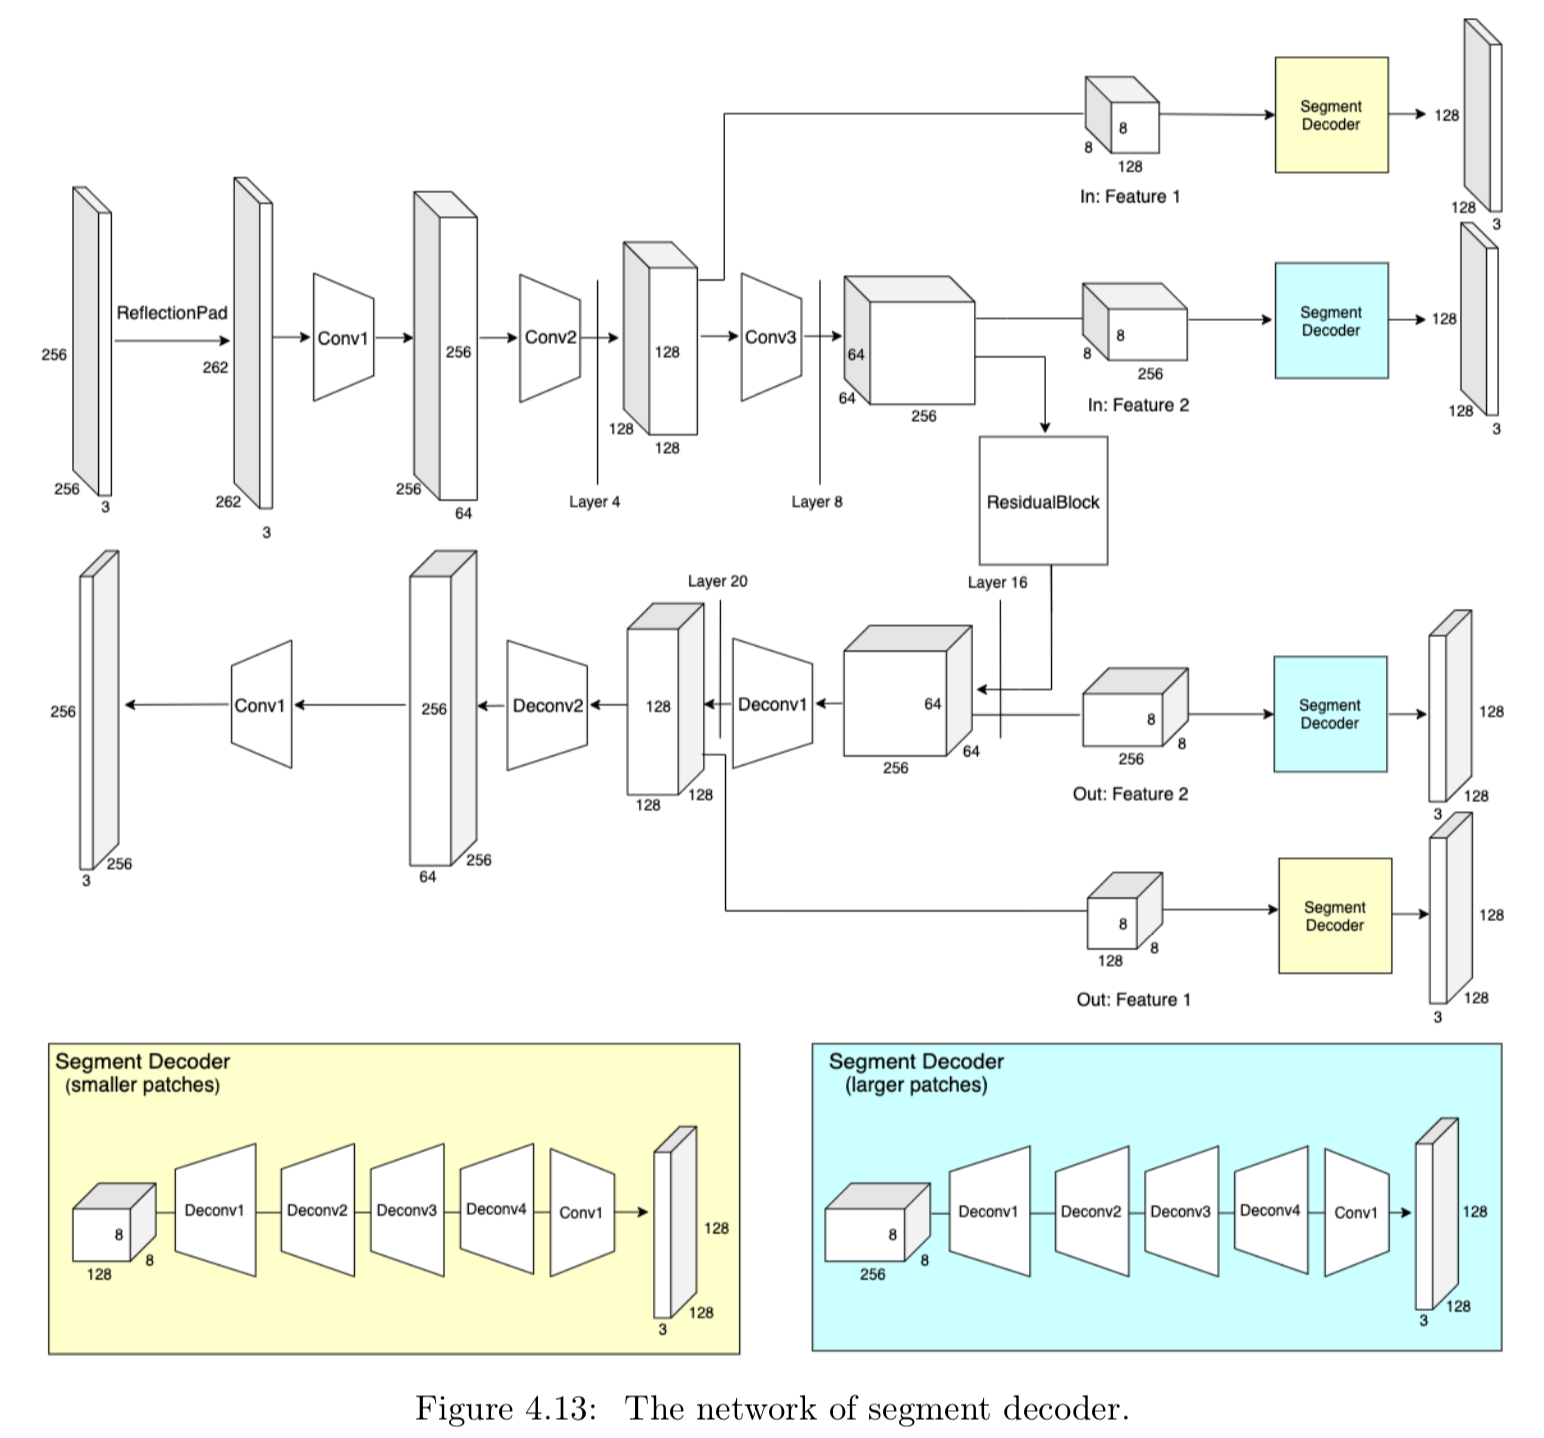 128
128
3
8
8
128
In: Feature 1
Segment
Decoder
256
256
3
ReflectionPad
262
262
3
Conv1
256
256
64
Conv2
Layer 4
128
128
128
Conv3
Layer 8
64
64
256
8
8
256
In: Feature 2
Segment
Decoder
128
128
3
ResidualBlock
Layer 16
Layer 20
256
256
3
Conv1
256
256
64
Deconv2
128
128
128
Deconv1
64
64
256
8
8
256
Out: Feature 2
Segment
Decoder
128
128
3
8
8
128
Out: Feature 1
Segment
Decoder
128
128
3
Segment Decoder
(smaller patches)
8
8
128
Deconv1
Deconv2
Deconv3
Deconv4
Conv1
128
128
3
Segment Decoder
(larger patches)
8
8
256
Deconv1
Deconv2
Deconv3
Deconv4
Conv1
128
128
3
Figure 4.13: The network of segment decoder.